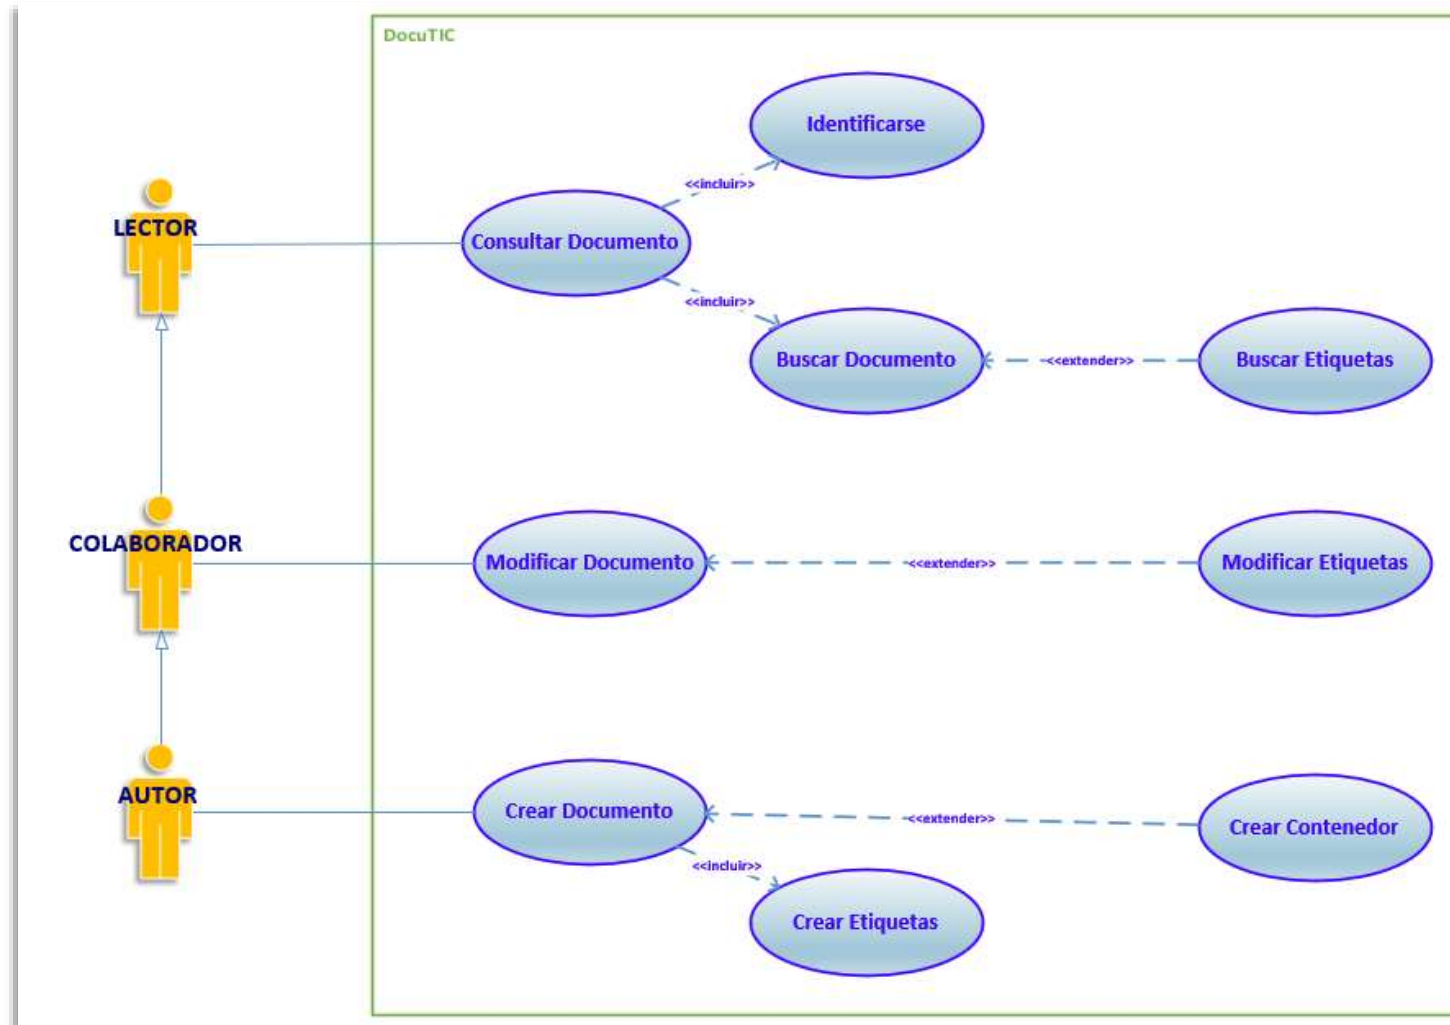 DocuTIC
Identificarse
<<incluir>>
LECTOR
Consultar Documento
<<incluir>>
Buscar Documento
<<extender>>
Buscar Etiquetas
COLABORADOR
Modificar Documento
<<extender>>
Modificar Etiquetas
AUTOR
Crear Documento
<<extender>>
Crear Contenedor
<<incluir>>
Crear Etiquetas